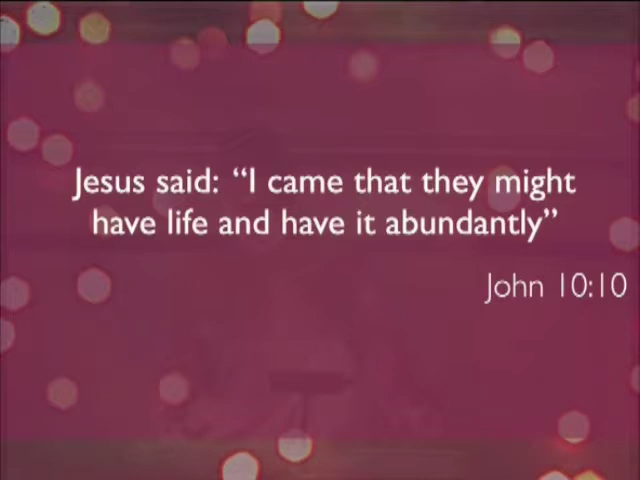 Jesus said: “I came that they might
have life and have it abundantly”
John 10:10